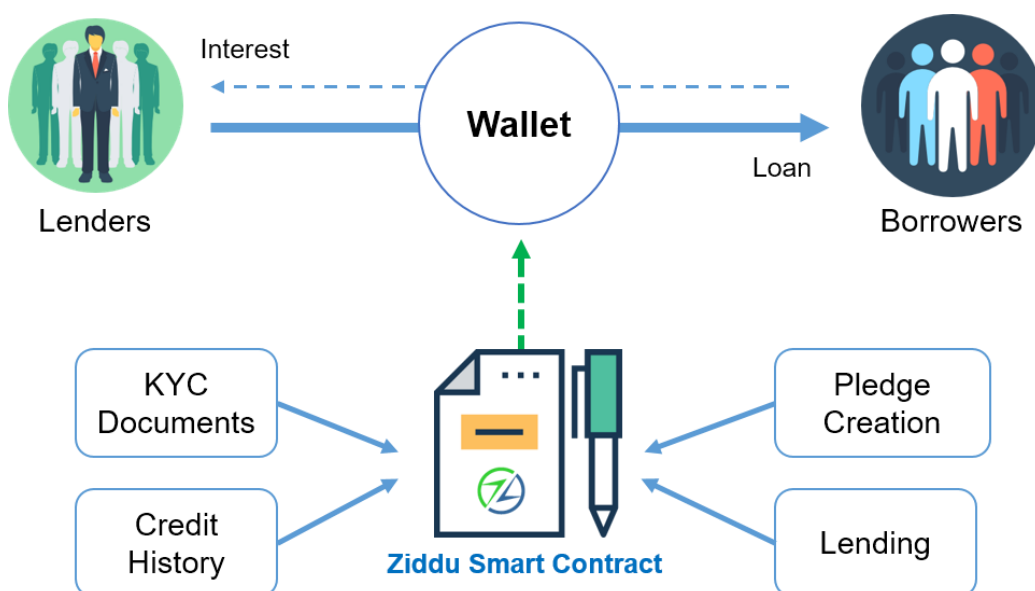 Interest
Wallet
Loan
Lenders
Borrowers
KYC
Documents
Pledge
Creation
Credit
History
Lending
Ziddu Smart Contract